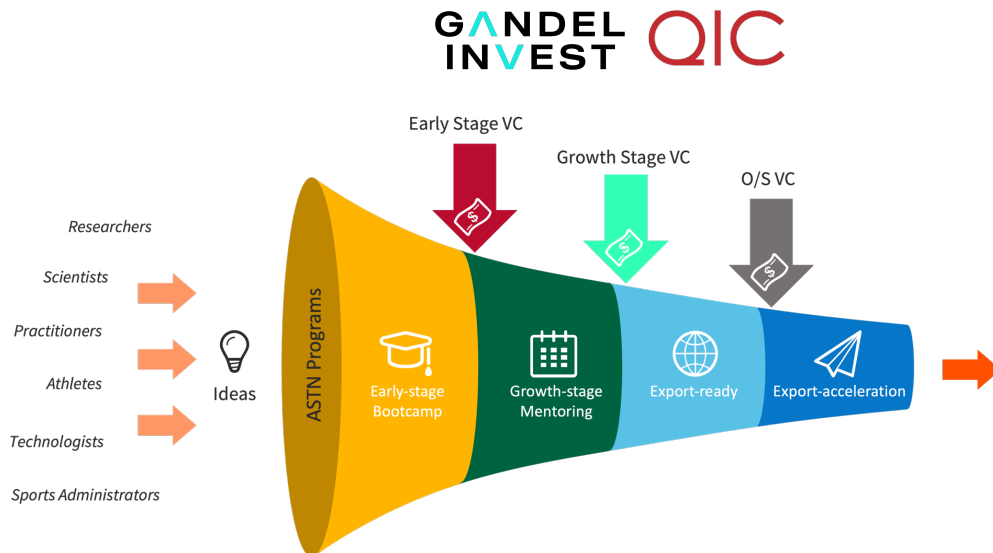 GANDEL
INVEST
QIC
Early Stage VC
Growth Stage VC
O/S VC
Researchers
Scientists
Practitioners
Athletes
Technologists
Sports Administrators
Ideas
ASTN Programs
Early-stage
Bootcamp
Growth-stage
Mentoring
Export-ready
Export-acceleration
$
$
$